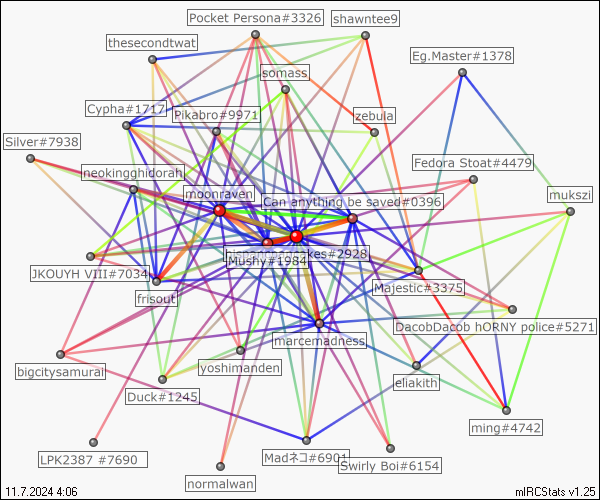 Pocket Persona#3326
shawntee9
thesecondtwat
Eg.Master#1378
somass
Cypha#1717
Pikabro#9971
zebula
Silver#7938
Fedora Stoat#4479
neokingghidorah
moonraven
Can anything be saved#0396
mukszi
kes#2928
Mushy#1984
JKOUYH VIII#7034
Majestic#3375
frisout
DacobDacob hORNY police#5271
marcemadness
bigcitysamurai
yoshimanden
eliakith
Duck#1245
ming#4742
LPK2387 #7690
Madネコ#6901
Swirly Boi#6154
normalwan
11.7.2024 4:06
mIRCStats v1.25